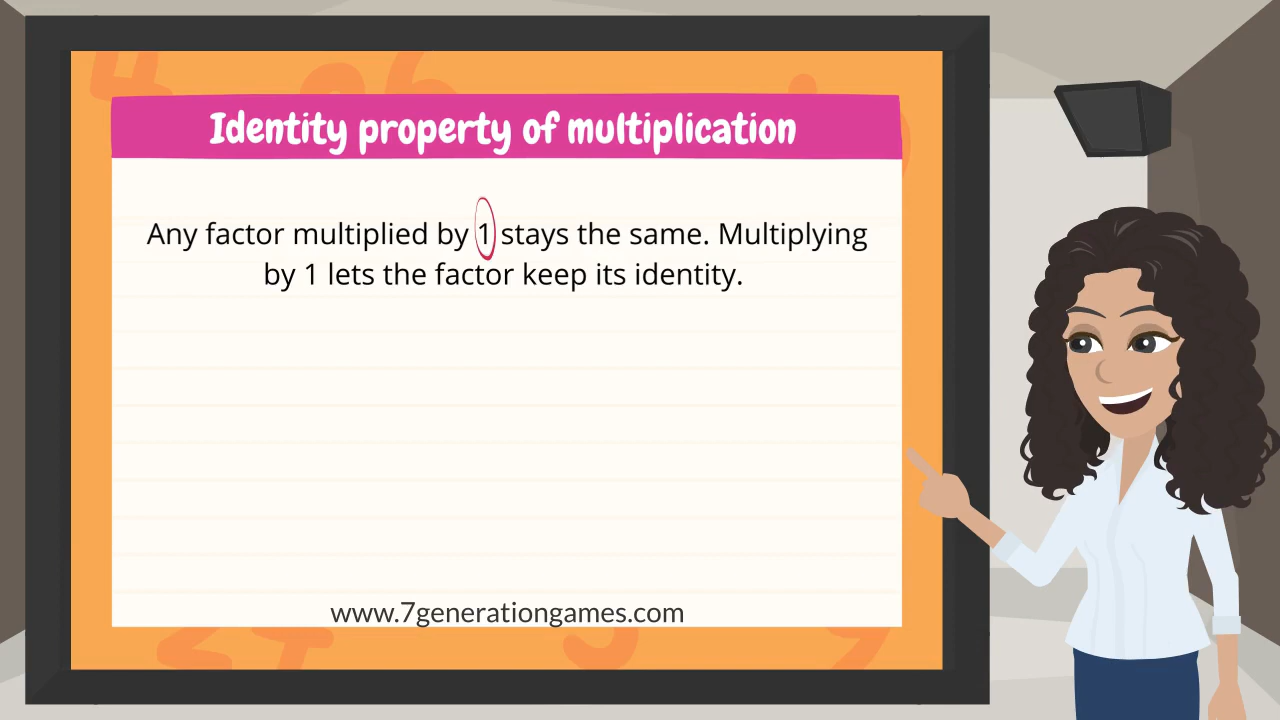 Identity property of multiplication
Any factor multiplied by 1 stays the same. Multiplying
by 1 lets the factor keep its identity.
www.7generationgames.com